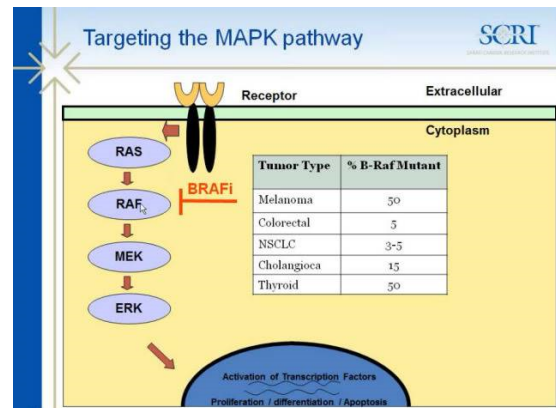 Targeting the MAPK pathway
SCRI
Receptor
Extracellular
Cytoplasm
RAS
RAF
MEK
ERK
BRAFi
Tumor Type % B-Raf Mutant
Melanoma 50
Colorectal 5
NSCLC 3-5
Cholangioca 15
Thyroid 50
Activation of Transcription Factors
Proliferation / differentiation / Apoptosis